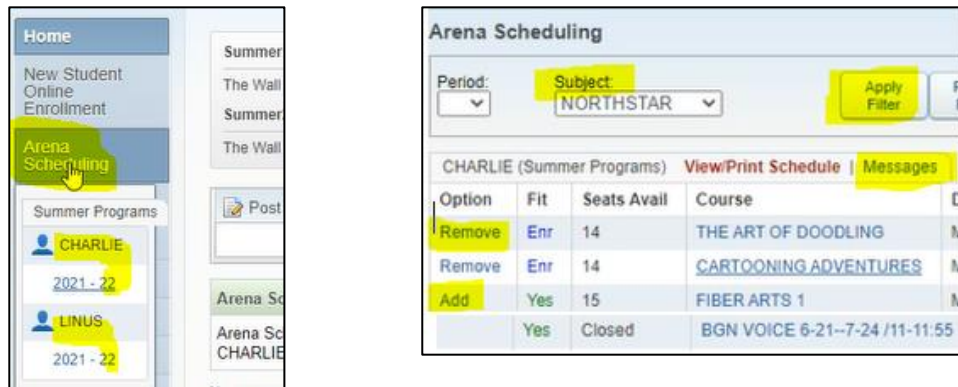 Home
New Student
Online
Enrollment
Arena
Scheduling
Summer Programs
CHARLIE
2021 - 22
LINUS
2021 - 22
Summer
The Wall
Summer
The Wall
Post
Arena Sc
Arena Sc
CHARLIE
Arena Scheduling
Period:
Subject:
NORTHSTAR
Apply
Filter
CHARLIE (Summer Programs) View/Print Schedule | Messages
Option Fit Seats Avail Course
Remove Enr 14 THE ART OF DOODLING
Remove Enr 14 CARTOONING ADVENTURES
Add Yes 15 FIBER ARTS 1
Yes Closed BGN VOICE 6-21--7-24 /11-11:55